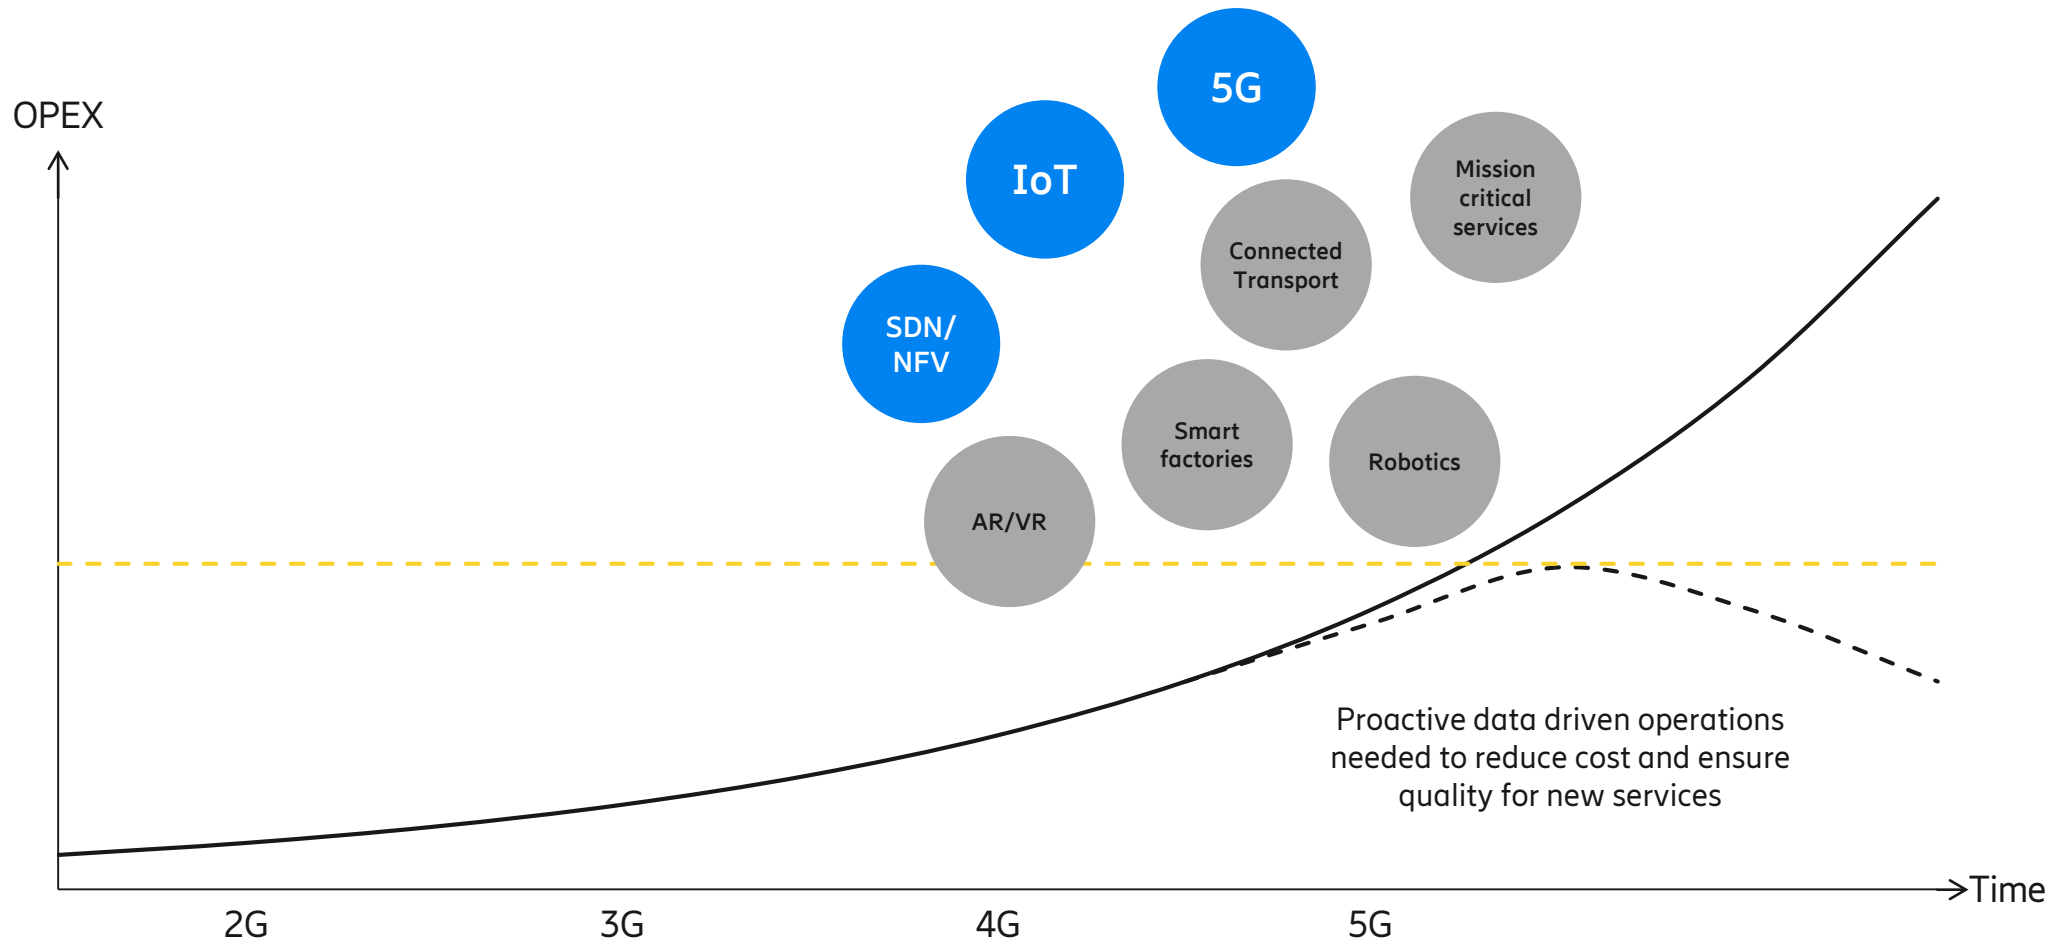 OPEX
5G
IoT
Mission
critical
services
Connected
Transport
SDN/
NFV
Smart
factories
Robotics
AR/VR
Proactive data driven operations
needed to reduce cost and ensure
quality for new services
Time
2G
3G
4G
5G